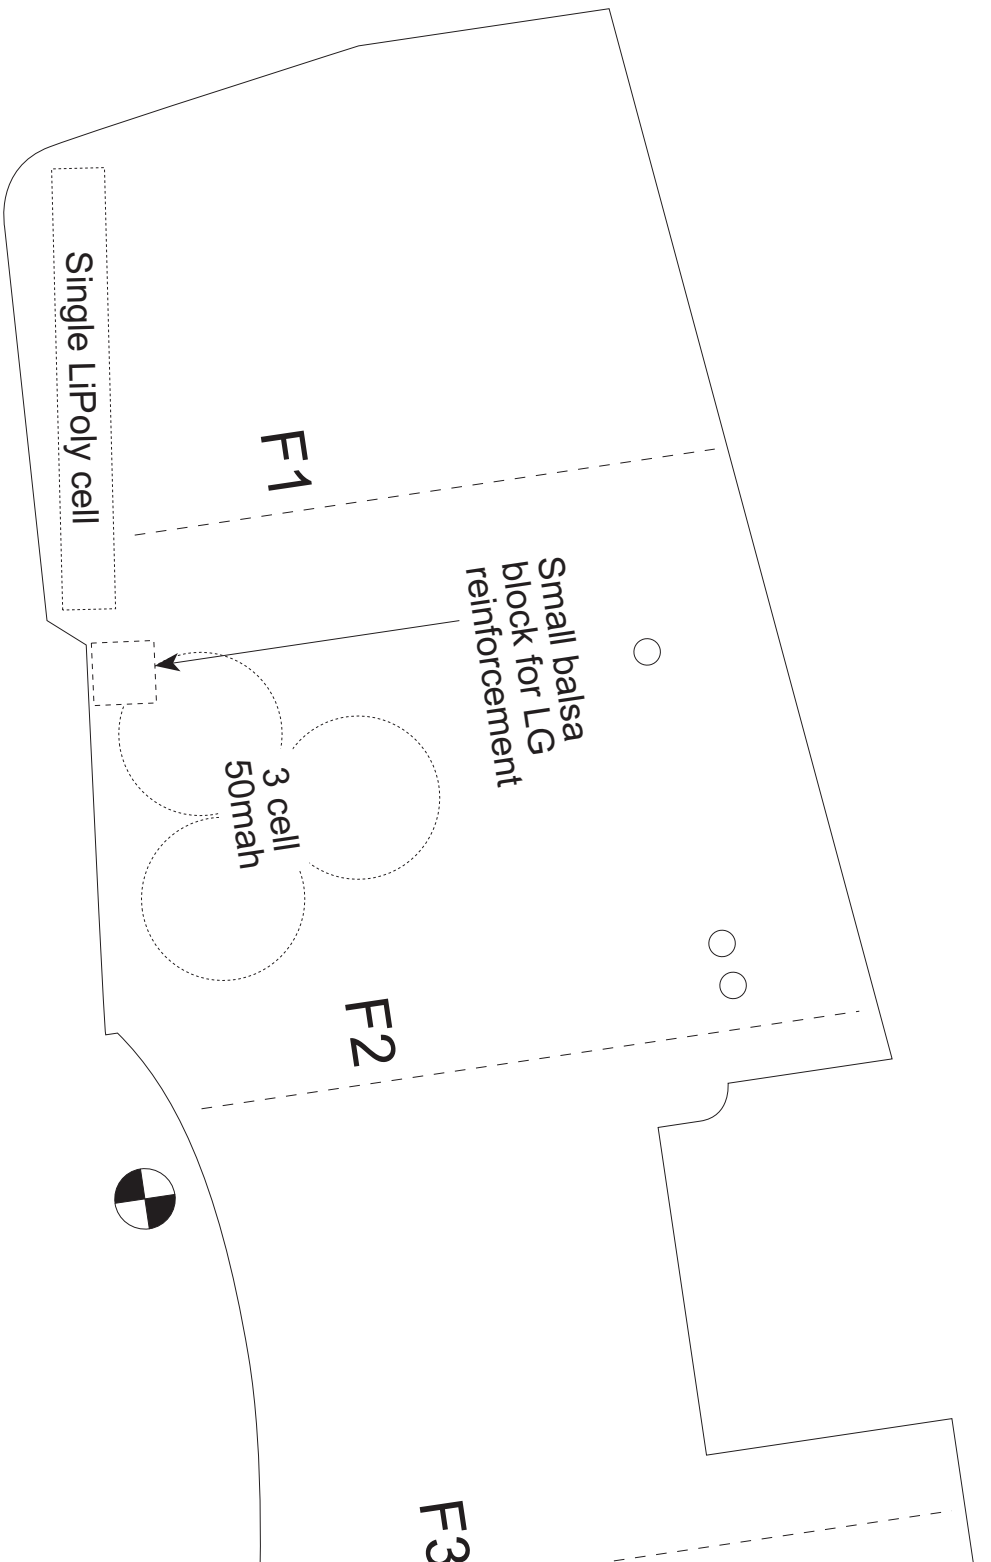 Single LiPoly cell
F1
Small balsa
block for LG
reinforcement
3 cell
50mah
F2
F3